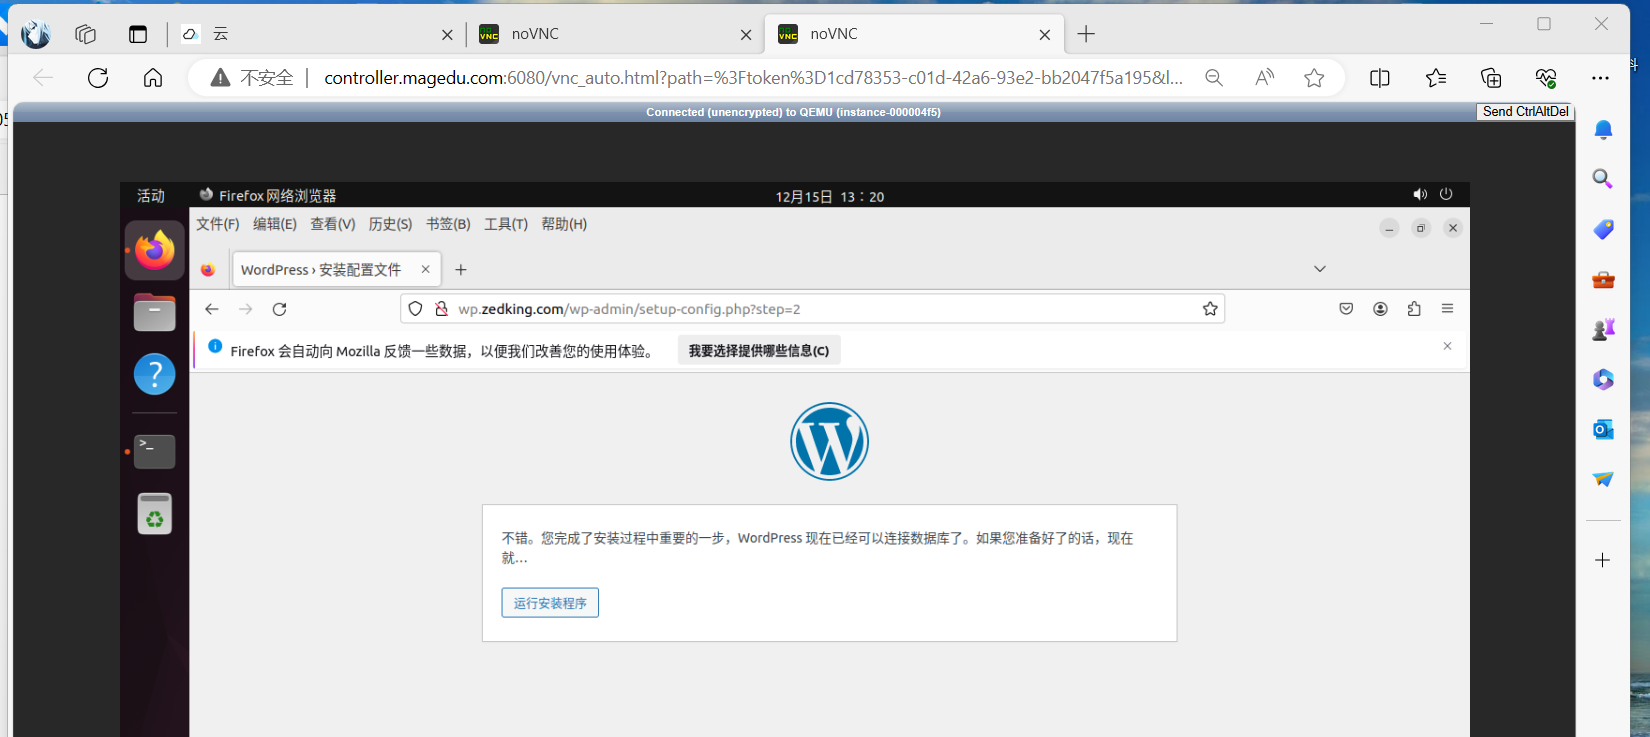 云
noVNC
noVNC
不安全
controller.magedu.com:6080/vnc_auto.html?path=%3Ftoken%3D1cd78353-c01d-42a6-93e2-bb2047f5a195&l...
Connected (unencrypted) to QEMU (instance-000004f5)
Send CtrlAltDel
活动
Firefox 网络浏览器
12月15日 13：20
文件(F) 编辑(E) 查看(V) 历史(S) 书签(B) 工具(T) 帮助(H)
WordPress › 安装配置文件
wp.zedking.com/wp-admin/setup-config.php?step=2
Firefox 会自动向 Mozilla 反馈一些数据，以便我们改善您的使用体验。
我要选择提供哪些信息(C)
不错。您完成了安装过程中重要的一步，WordPress 现在已经可以连接数据库了。如果您准备好了的话，现在
就…
运行安装程序